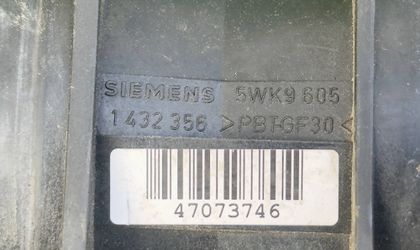 SIEMENS 5WK9 605
1 432 356 >PBT-GF30<
47073746